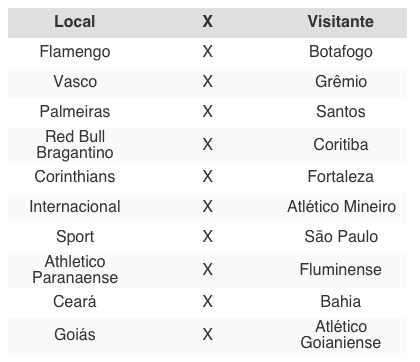 Local X Visitante
Flamengo X Botafogo
Vasco X Grêmio
Palmeiras X Santos
Red Bull
Bragantino X Coritiba
Corinthians X Fortaleza
Internacional X Atlético Mineiro
Sport X São Paulo
Athletico
Paranaense X Fluminense
Ceará X Bahia
Goiás X Atlético
Goianiense